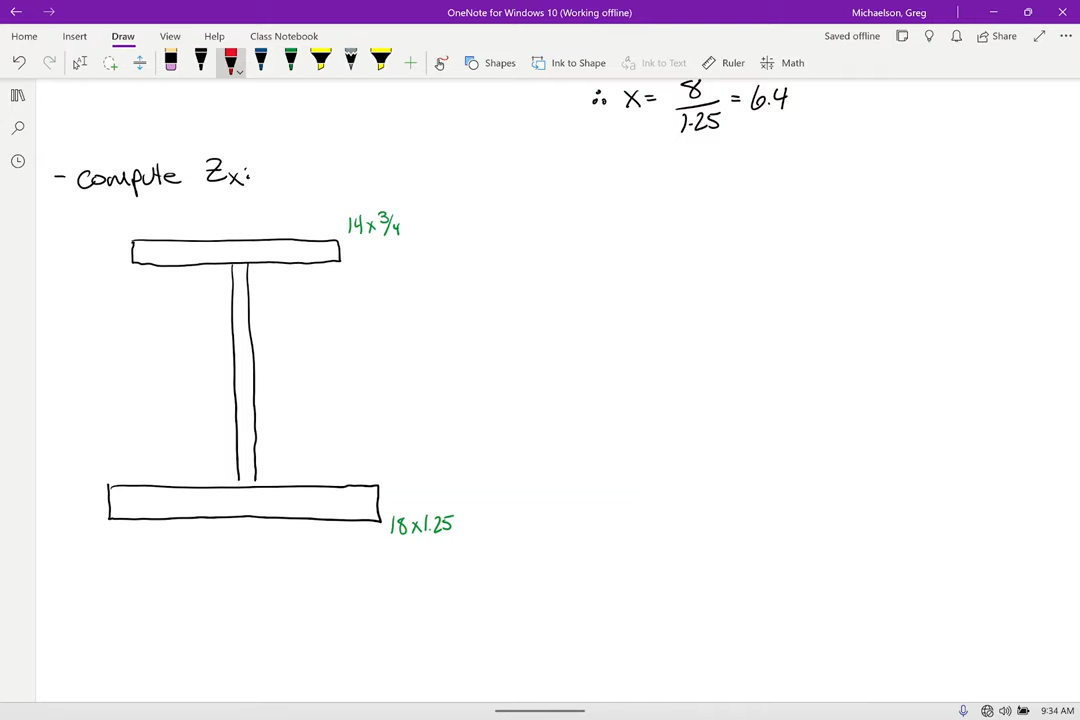 OneNote for Windows 10 (Working offline)
Michaelson, Greg
Home Insert Draw View Help Class Notebook
Saved offline
Share
Shapes Ink to Shape Ink to Text Ruler Math
∴ x = 8/1.25 = 6.4
- compute Zx:
14 x 3/4
18 x 1.25
9:34 AM